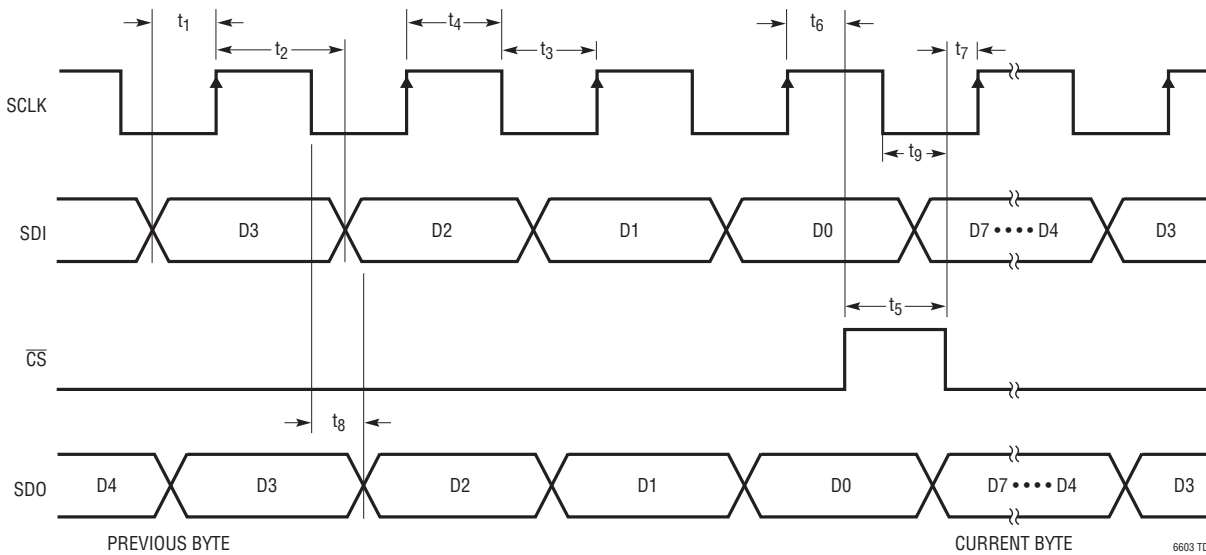 t1 t2 t4 t3 t6 t7
SCLK
t9
SDI D3 D2 D1 D0 D7 •••• D4 D3
t5
CS
t8
SDO D4 D3 D2 D1 D0 D7 •••• D4 D3
PREVIOUS BYTE CURRENT BYTE